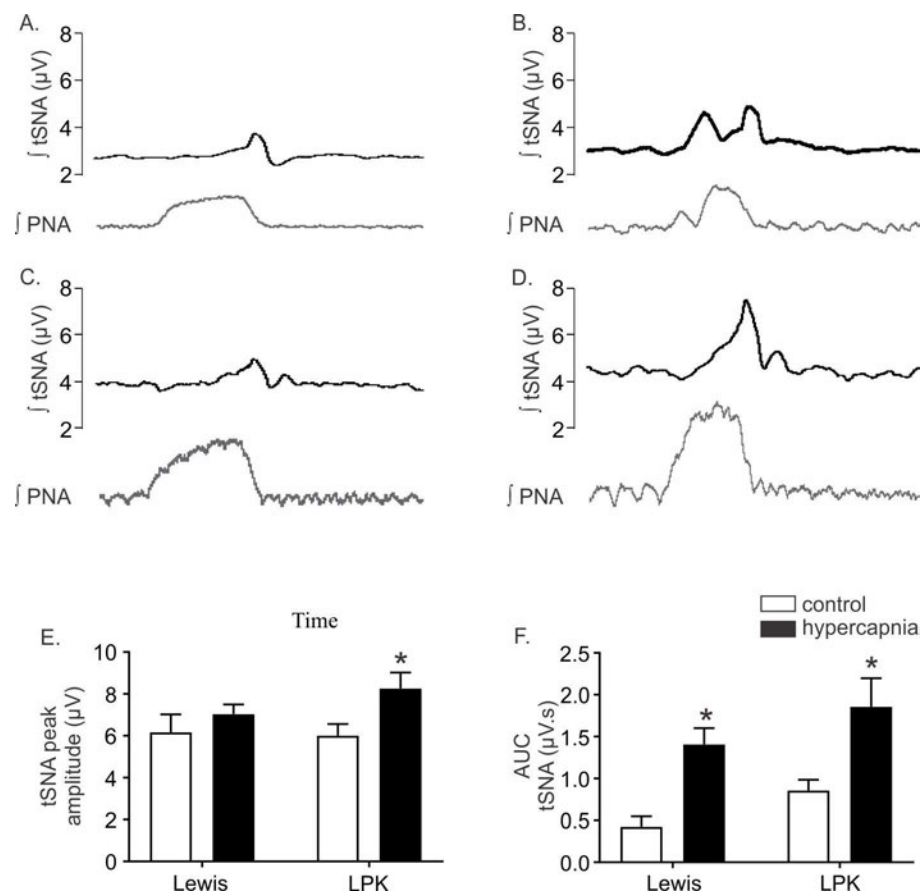 A.
8
6
4
2
∫ tSNA (µV)
∫ PNA
B.
8
6
4
2
∫ tSNA (µV)
∫ PNA
C.
8
6
4
2
∫ tSNA (µV)
∫ PNA
D.
8
6
4
2
∫ tSNA (µV)
∫ PNA
Time
control
hypercapnia
E.
10
8
6
4
2
0
tSNA peak
amplitude (µV)
*
Lewis LPK
F.
2.5
2.0
1.5
1.0
0.5
0.0
AUC
tSNA (µV.s)
* *
Lewis LPK